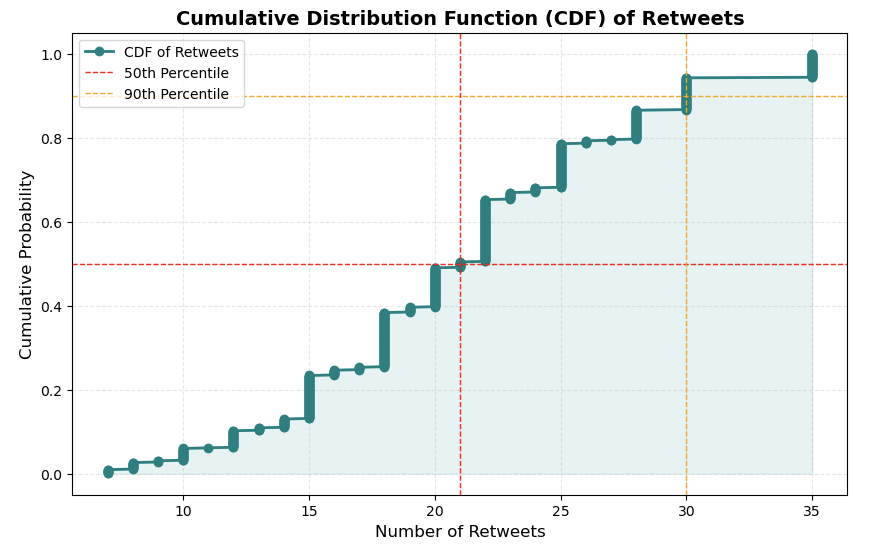 Cumulative Distribution Function (CDF) of Retweets
CDF of Retweets
50th Percentile
90th Percentile
1.0
0.8
0.6
0.4
0.2
0.0
Cumulative Probability
10
15
20
25
30
35
Number of Retweets